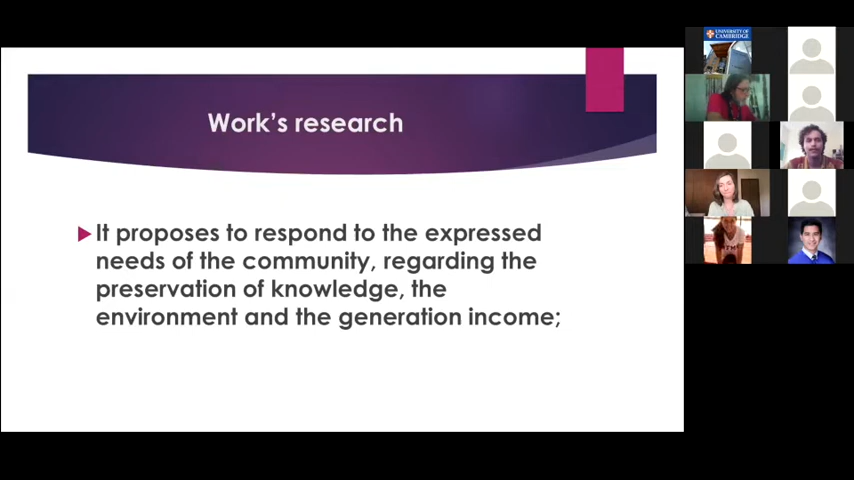 Work's research
It proposes to respond to the expressed
needs of the community, regarding the
preservation of knowledge, the
environment and the generation income;
UNIVERSITY OF
CAMBRIDGE